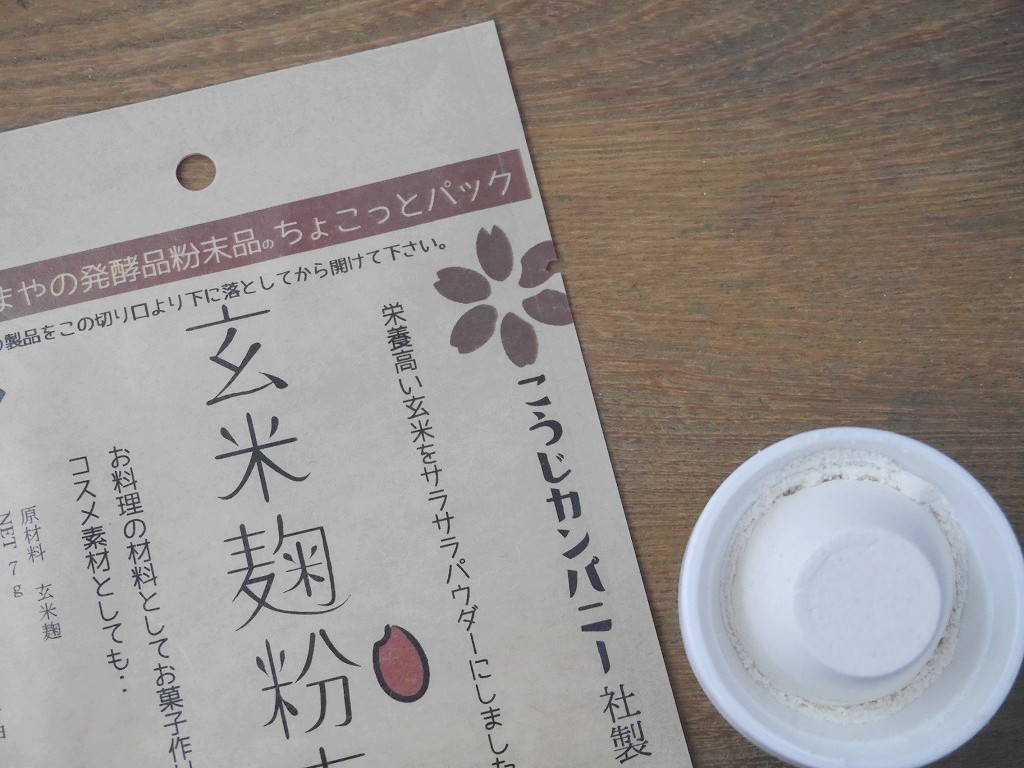 まやの発酵品粉末品のちょこっとパック
製品をこの切り口より下に落としてから開けて下さい。
こうじカンパニー社製
栄養高い玄米をサラサラパウダーにしました
玄米麹粉
お料理の材料としてお菓子作
コスメ素材としても・・
原材料 玄米麹
NET 7g